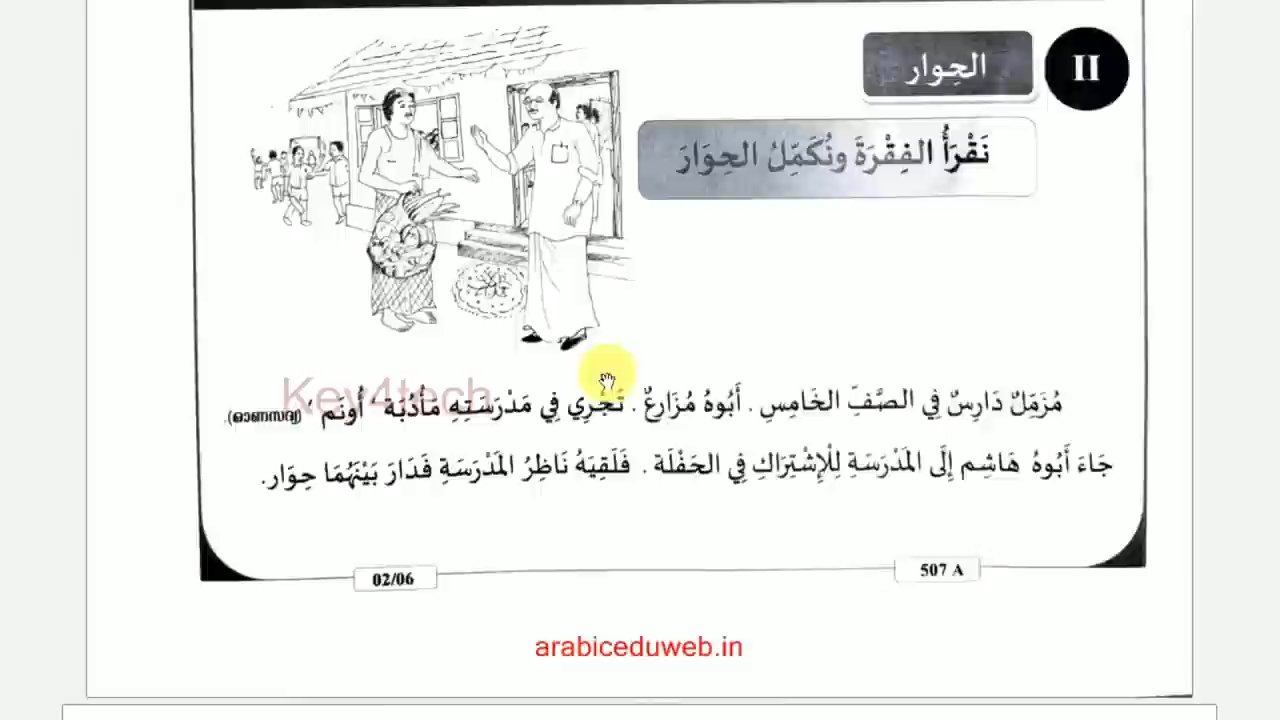 II
الحِوار
نَقْرَأُ الفِقْرَةَ ونُكَمِّلُ الحِوَارَ
Key4tech
مُزَمِلٌ دَارِسٌ فِي الصَّفِّ الخَامِسِ . أَبُوهُ مُزَارِعٌ . تَجْرِي فِي مَدْرَسَتِهِ مَأْدُبَة ' أُونَم ' (ഓണസദ്യ).
جَاءَ أَبُوهُ هَاشِم إِلَى المَدْرَسَةِ لِلْإِشْتِرَاكِ فِي الحَفْلَة . فَلَقِيَهُ نَاظِرُ المَدْرَسَةِ فَدَارَ بَيْنَهُمَا حِوَار.
507 A
02/06
arabiceduweb.in